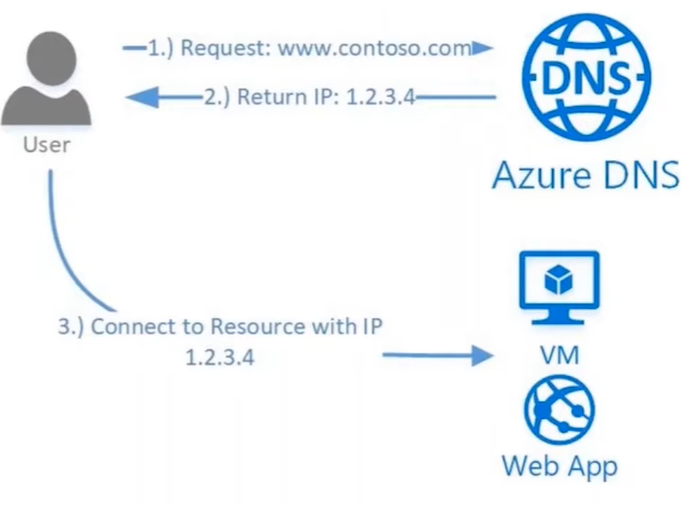 1.) Request: www.contoso.com
DNS
2.) Return IP: 1.2.3.4
User
Azure DNS
3.) Connect to Resource with IP
1.2.3.4
VM
Web App